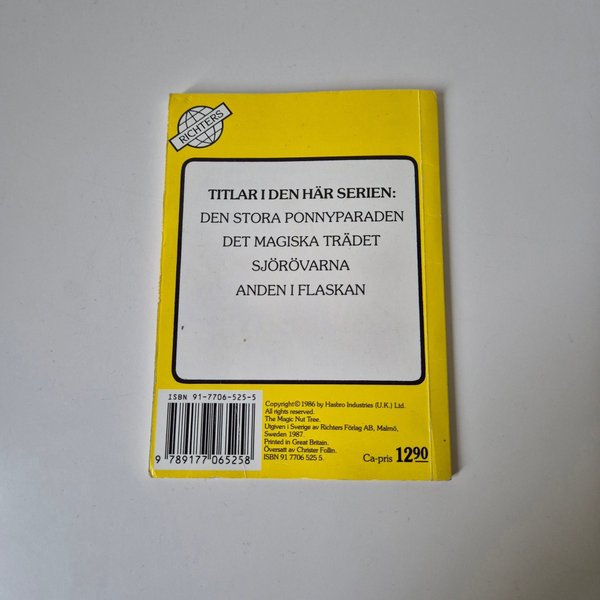 RICHTERS
TITLAR I DEN HÄR SERIEN:
DEN STORA PONNYPARADEN
DET MAGISKA TRÄDET
SJÖRÖVARNA
ANDEN I FLASKAN
ISBN 91-7706-525-5
9 789177 065258
Copyright © 1986 by Hasbro Industries (U.K.) Ltd.
All rights reserved.
The Magic Nut Tree.
Utgiven i Sverige av Richters Förlag AB, Malmö,
Sweden 1987.
Printed in Great Britain.
Översatt av Christer Follin.
ISBN 91 7706 525 5.
Ca-pris 1290